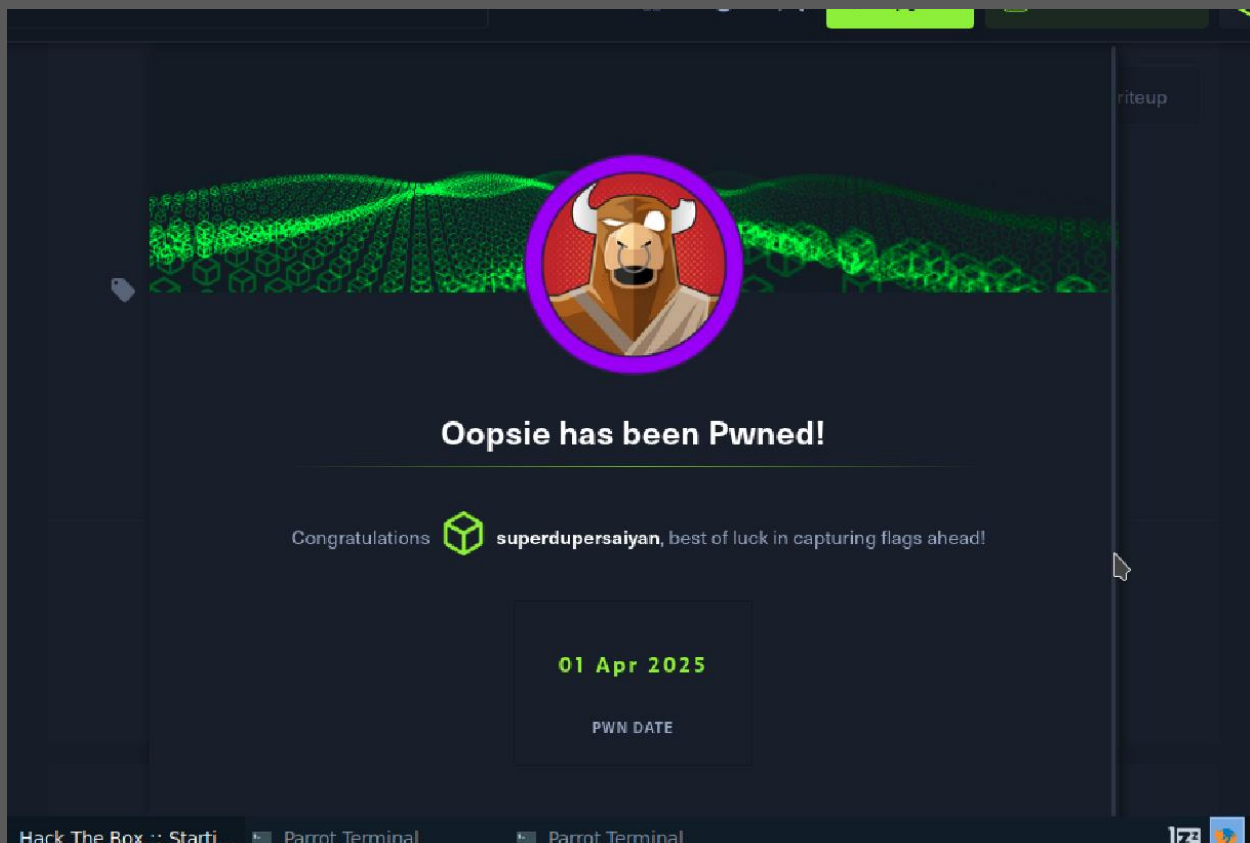 riteup
Oopsie has been Pwned!
Congratulations superdupersaiyan, best of luck in capturing flags ahead!
01 Apr 2025
PWN DATE
Hack The Box :: Starti
Parrot Terminal
Parrot Terminal